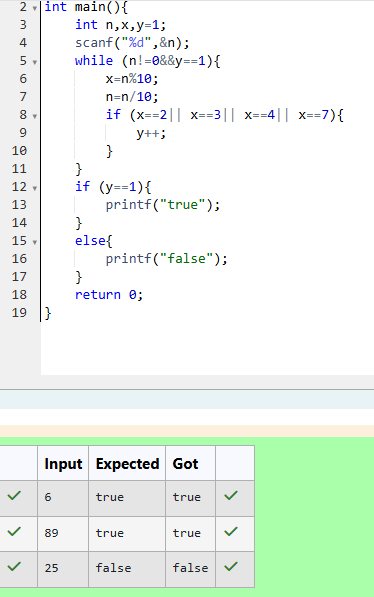 2 int main(){
3     int n,x,y=1;
4     scanf("%d",&n);
5     while (n!=0&&y==1){
6         x=n%10;
7         n=n/10;
8         if (x==2|| x==3|| x==4|| x==7){
9             y++;
10         }
11     }
12     if (y==1){
13         printf("true");
14     }
15     else{
16         printf("false");
17     }
18     return 0;
19 }
Input Expected Got
6 true true
89 true true
25 false false